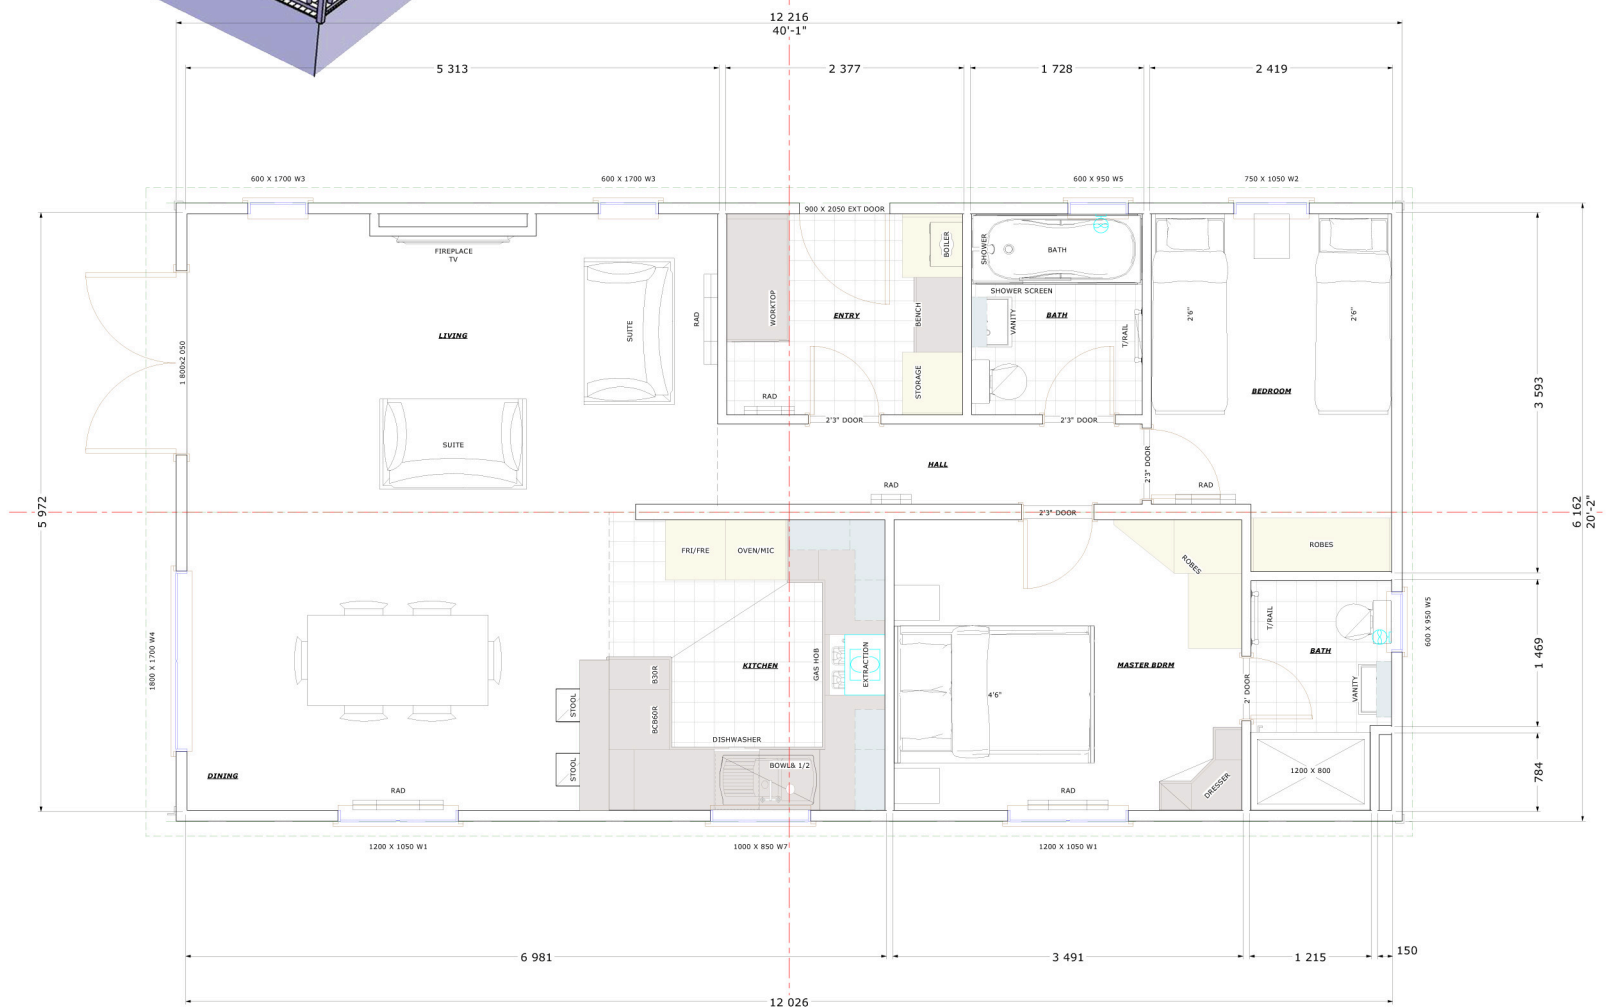 12 216
40'-1"
5 313
2 377
1 728
2 419
600 X 1700 W3
600 X 1700 W3
600 X 950 W5
750 X 1050 W2
900 X 2050 EXT DOOR
FIREPLACE
TV
BOILER
SHOWER
BATH
SHOWER SCREEN
WORKTOP
BENCH
ENTRY
VANITY
BATH
T/RAIL
2'6"
2'6"
LIVING
SUITE
RAD
1 800x2 050
STORAGE
BEDROOM
3 593
RAD
2'3" DOOR
2'3" DOOR
SUITE
HALL
2'3" DOOR
RAD
RAD
5 972
2'3" DOOR
6 162
20'-2"
FRI/FRE
OVEN/MIC
ROBES
ROBES
1800 X 1700 W4
T/RAIL
600 X 950 W5
1 469
KITCHEN
GAS HOB
EXTRACTION
MASTER BDRM
BATH
B30R
BCB60R
STOOL
4'6"
2' DOOR
VANITY
DISHWASHER
BOWL& 1/2
STOOL
DINING
RAD
RAD
DRESSER
1200 X 800
784
1200 X 1050 W1
1000 X 850 W7
1200 X 1050 W1
6 981
3 491
1 215
150
12 026